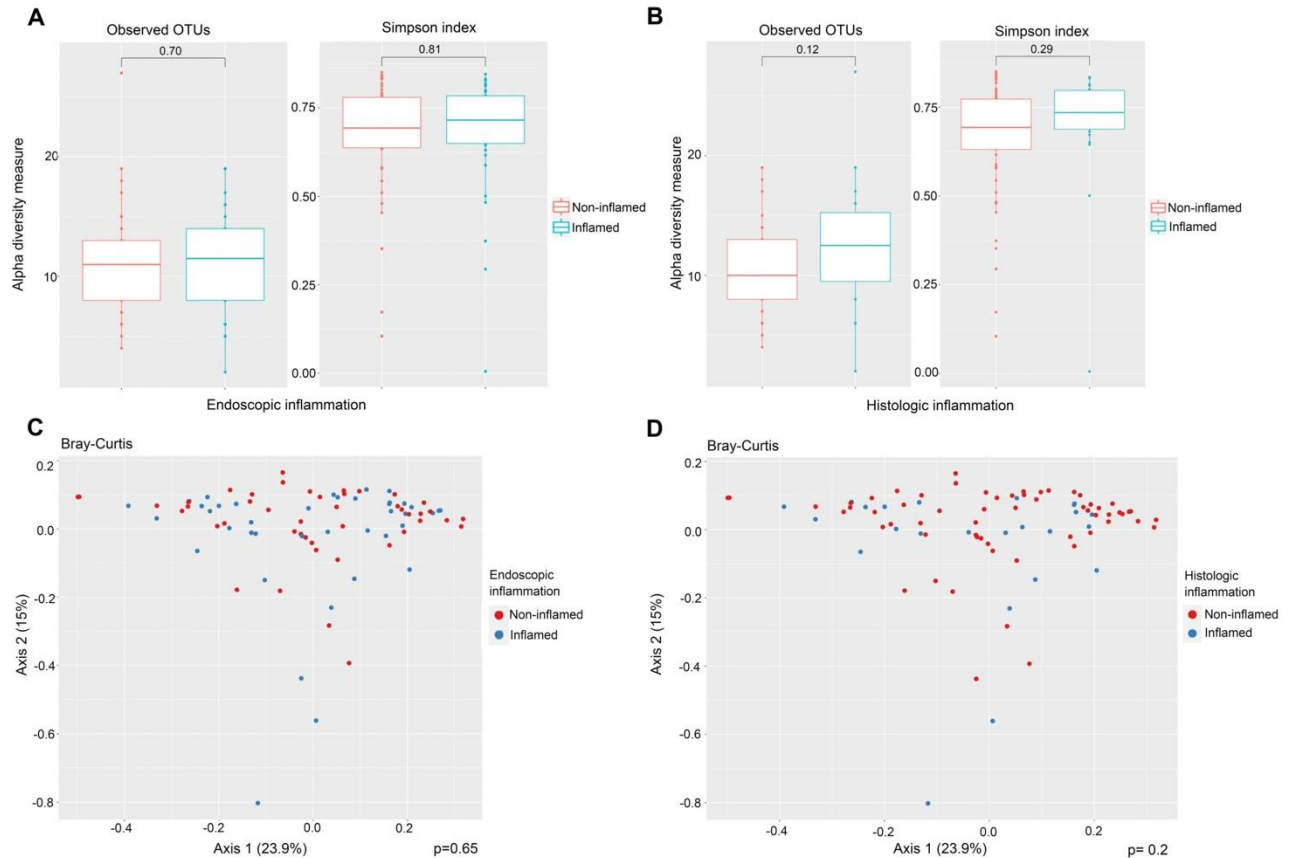 A
Observed OTUs
Simpson index
0.70
0.81
Alpha diversity measure
20
10
0.75
0.50
0.25
0.00
Non-inflamed
Inflamed
Endoscopic inflammation
B
Observed OTUs
Simpson index
0.12
0.29
Alpha diversity measure
20
10
0.75
0.50
0.25
0.00
Non-inflamed
Inflamed
Histologic inflammation
C
Bray-Curtis
Axis 2 (15%)
0.2
0.0
-0.2
-0.4
-0.6
-0.8
-0.4
-0.2
0.0
0.2
Axis 1 (23.9%)
p=0.65
Endoscopic
inflammation
Non-inflamed
Inflamed
D
Bray-Curtis
Axis 2 (15%)
0.2
0.0
-0.2
-0.4
-0.6
-0.8
-0.4
-0.2
0.0
0.2
Axis 1 (23.9%)
p= 0.2
Histologic
inflammation
Non-inflamed
Inflamed